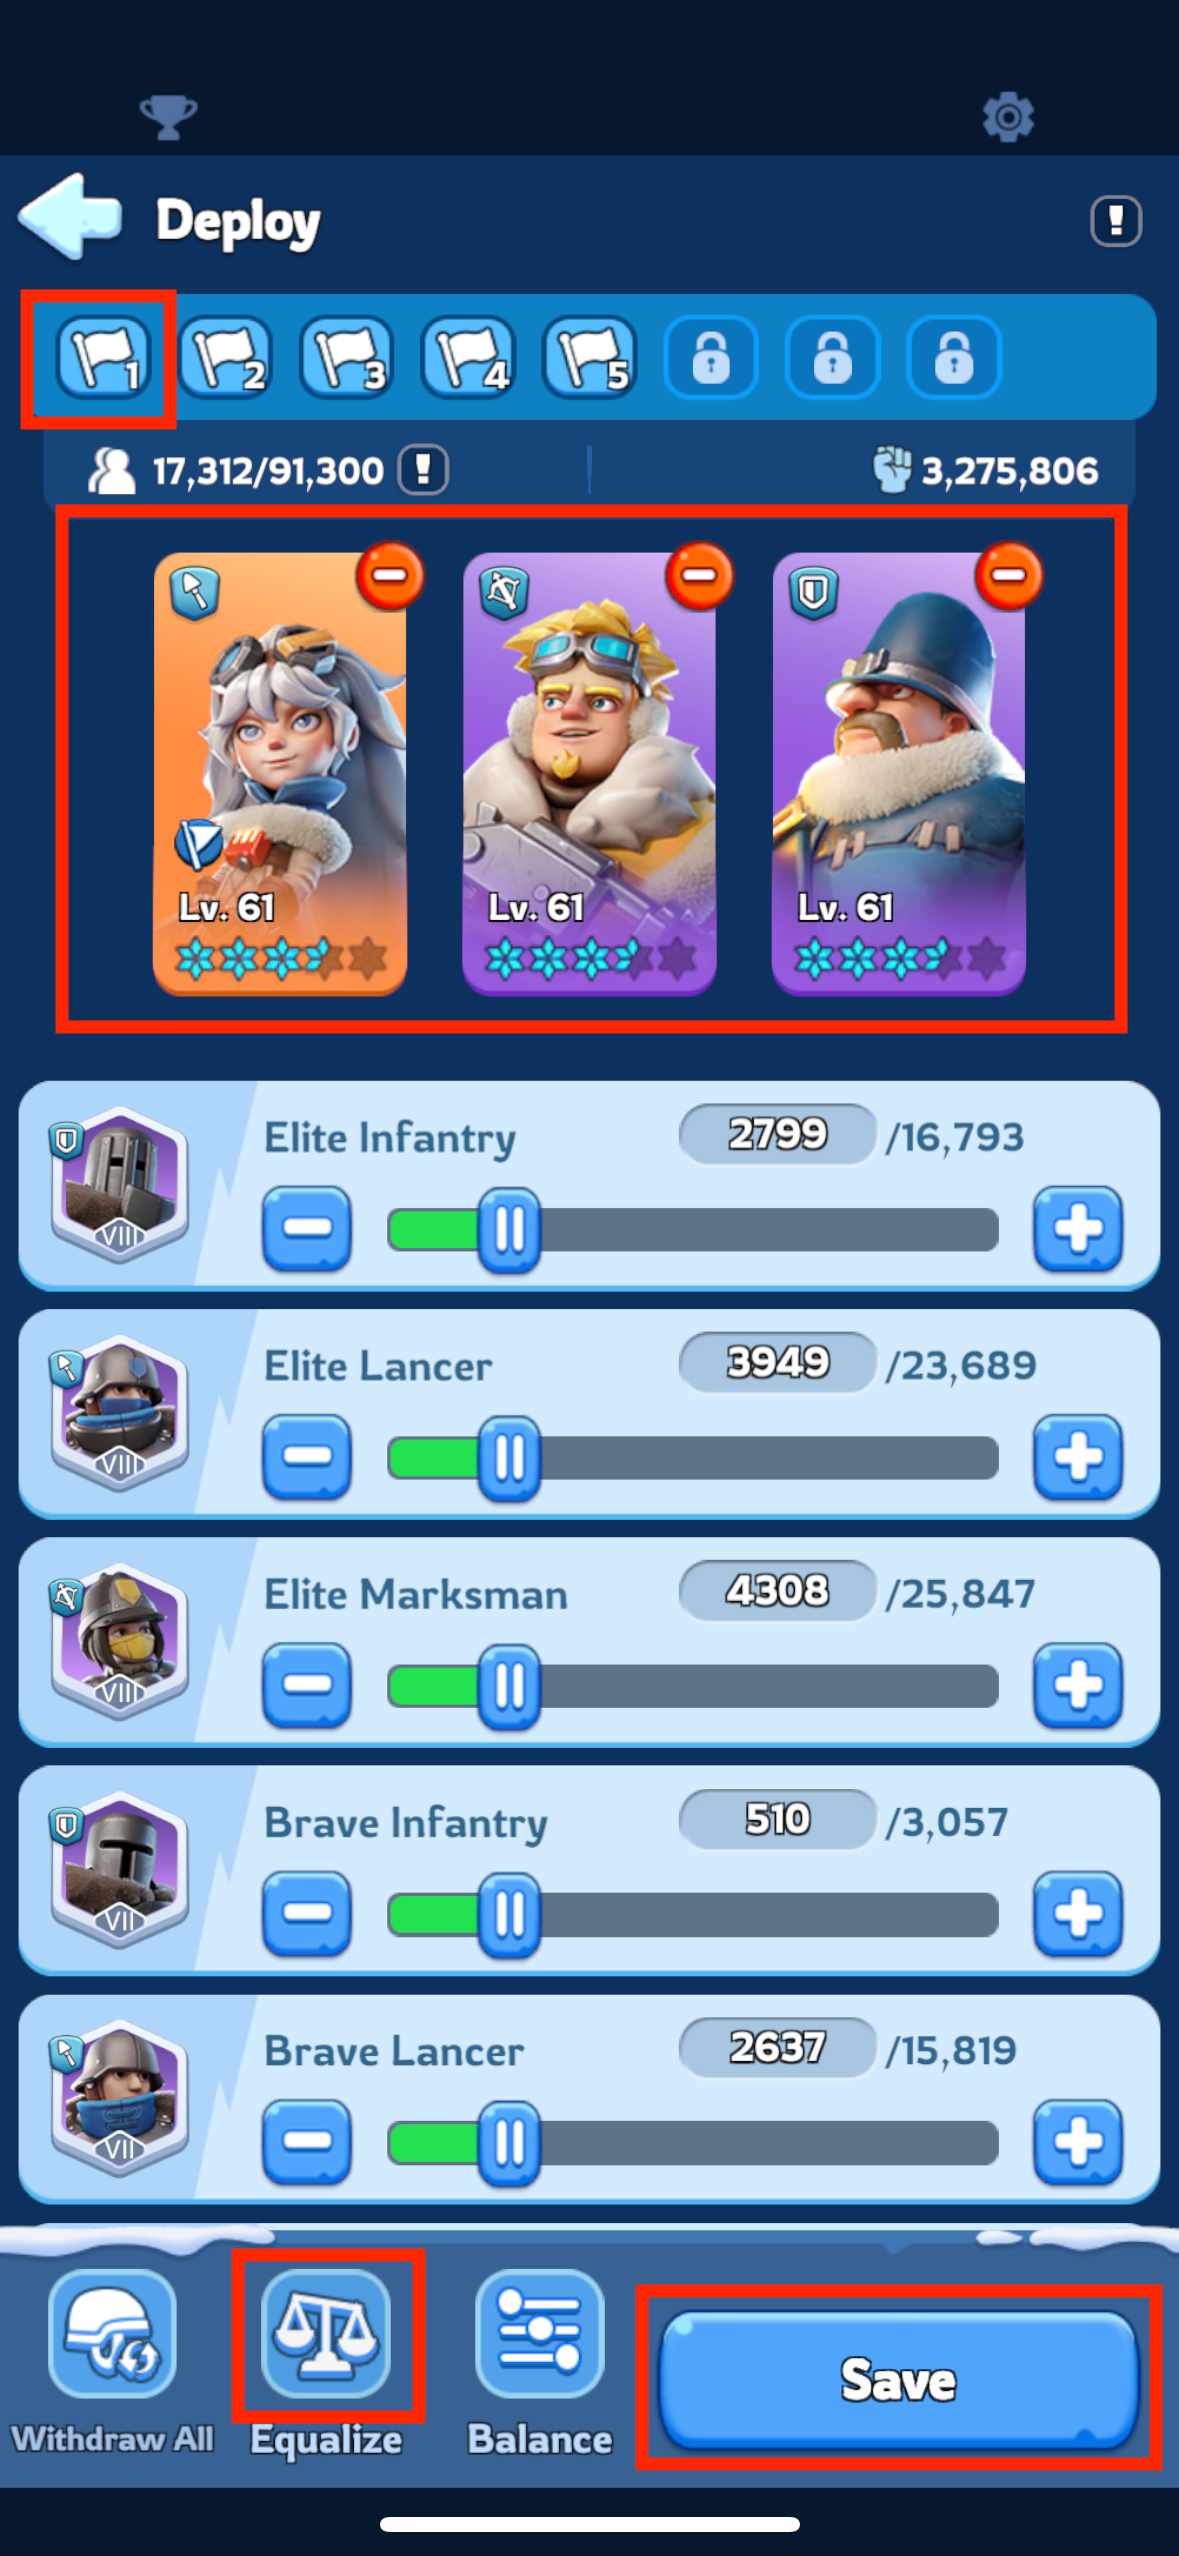 Deploy
1 2 3 4 5
17,312/91,300 3,275,806
Lv. 61 Lv. 61 Lv. 61
Elite Infantry 2799 /16,793
VIII
Elite Lancer 3949 /23,689
VIII
Elite Marksman 4308 /25,847
VIII
Brave Infantry 510 /3,057
VII
Brave Lancer 2637 /15,819
VII
Save
Withdraw All Equalize Balance